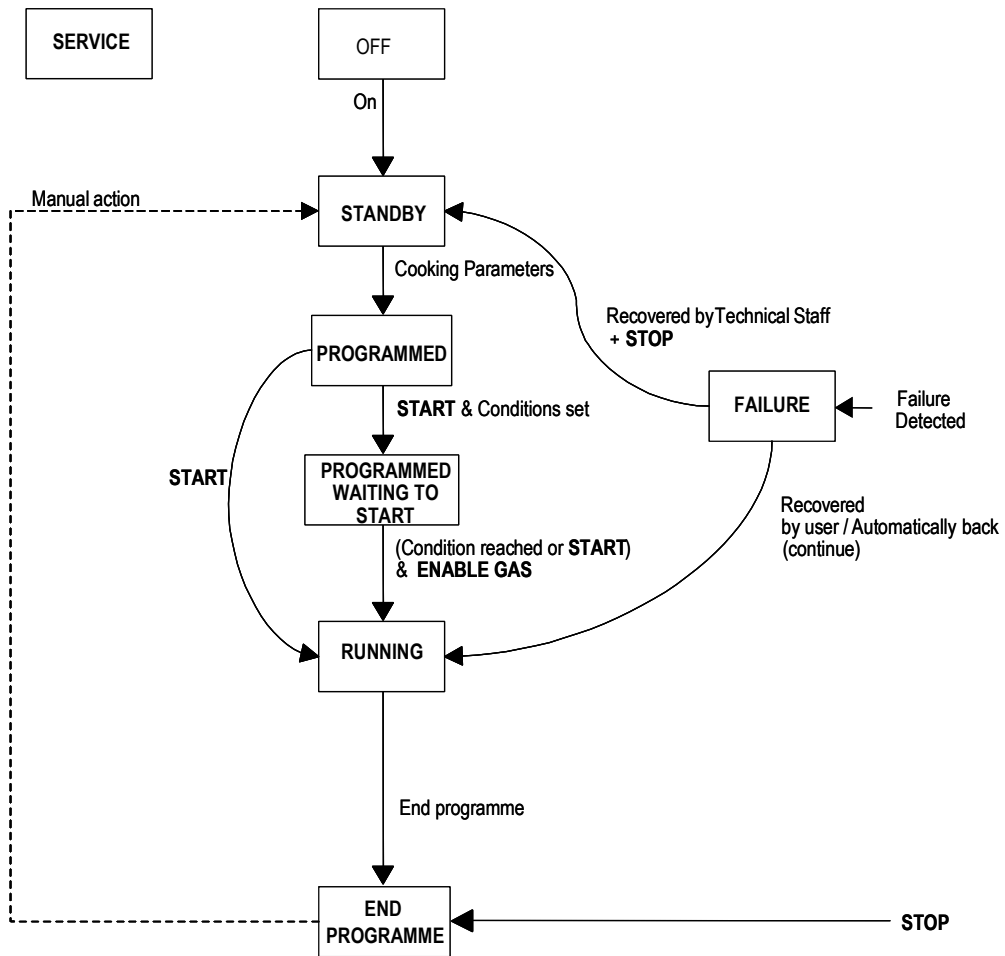 SERVICE
OFF
On
Manual action
STANDBY
Cooking Parameters
Recovered by Technical Staff
+ STOP
PROGRAMMED
FAILURE
Failure
Detected
START & Conditions set
START
PROGRAMMED
WAITING TO
START
Recovered
by user / Automatically back
(continue)
(Condition reached or START)
& ENABLE GAS
RUNNING
End programme
END
PROGRAMME
STOP